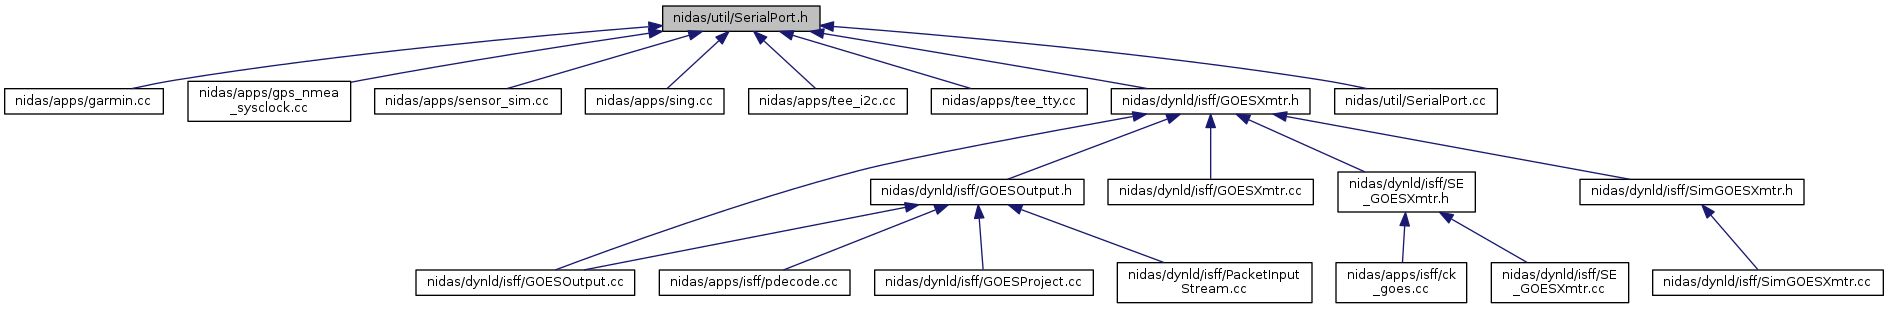 nidas/util/SerialPort.h
nidas/apps/garmin.cc
nidas/apps/gps_nmea
_sysclock.cc
nidas/apps/sensor_sim.cc
nidas/apps/sing.cc
nidas/apps/tee_i2c.cc
nidas/apps/tee_tty.cc
nidas/dynld/isff/GOESXmtr.h
nidas/util/SerialPort.cc
nidas/dynld/isff/GOESOutput.h
nidas/dynld/isff/GOESXmtr.cc
nidas/dynld/isff/SE
_GOESXmtr.h
nidas/dynld/isff/SimGOESXmtr.h
nidas/dynld/isff/GOESOutput.cc
nidas/apps/isff/pdecode.cc
nidas/dynld/isff/GOESProject.cc
nidas/dynld/isff/PacketInput
Stream.cc
nidas/apps/isff/ck
_goes.cc
nidas/dynld/isff/SE
_GOESXmtr.cc
nidas/dynld/isff/SimGOESXmtr.cc